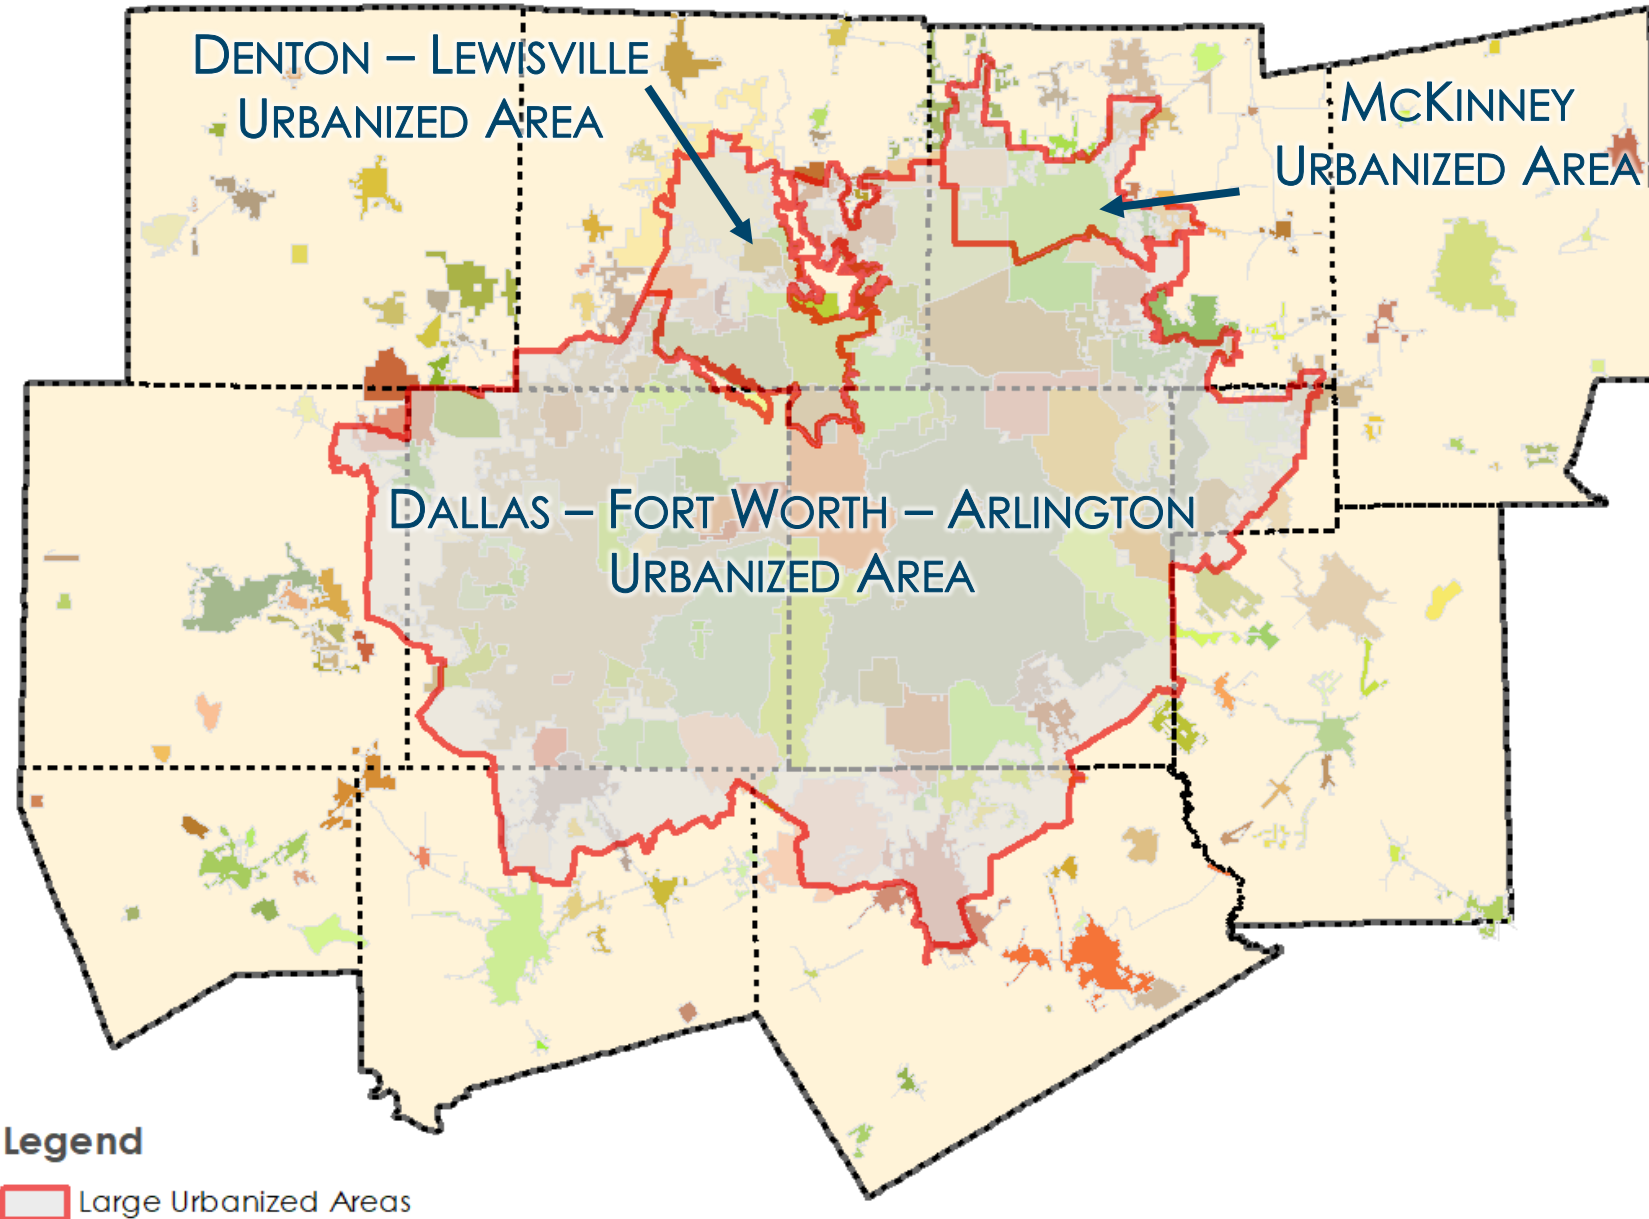 DENTON – LEWISVILLE
URBANIZED AREA
MCKINNEY
URBANIZED AREA
DALLAS – FORT WORTH – ARLINGTON
URBANIZED AREA
Legend
Large Urbanized Areas